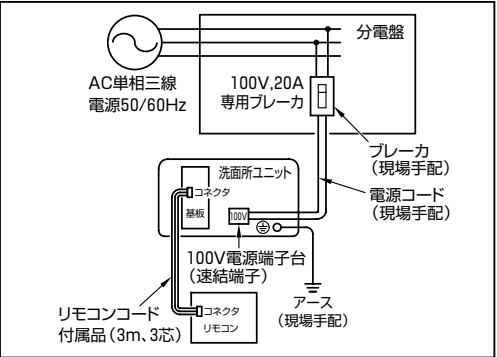 分電盤
AC単相三線
電源50/60Hz
100V,20A
専用ブレーカ
ブレーカ
(現場手配)
洗面所ユニット
コネクタ
基板
100V
電源コード
(現場手配)
100V電源端子台
(速結端子)
アース
(現場手配)
リモコンコード
付属品(3m、3芯)
コネクタ
リモコン